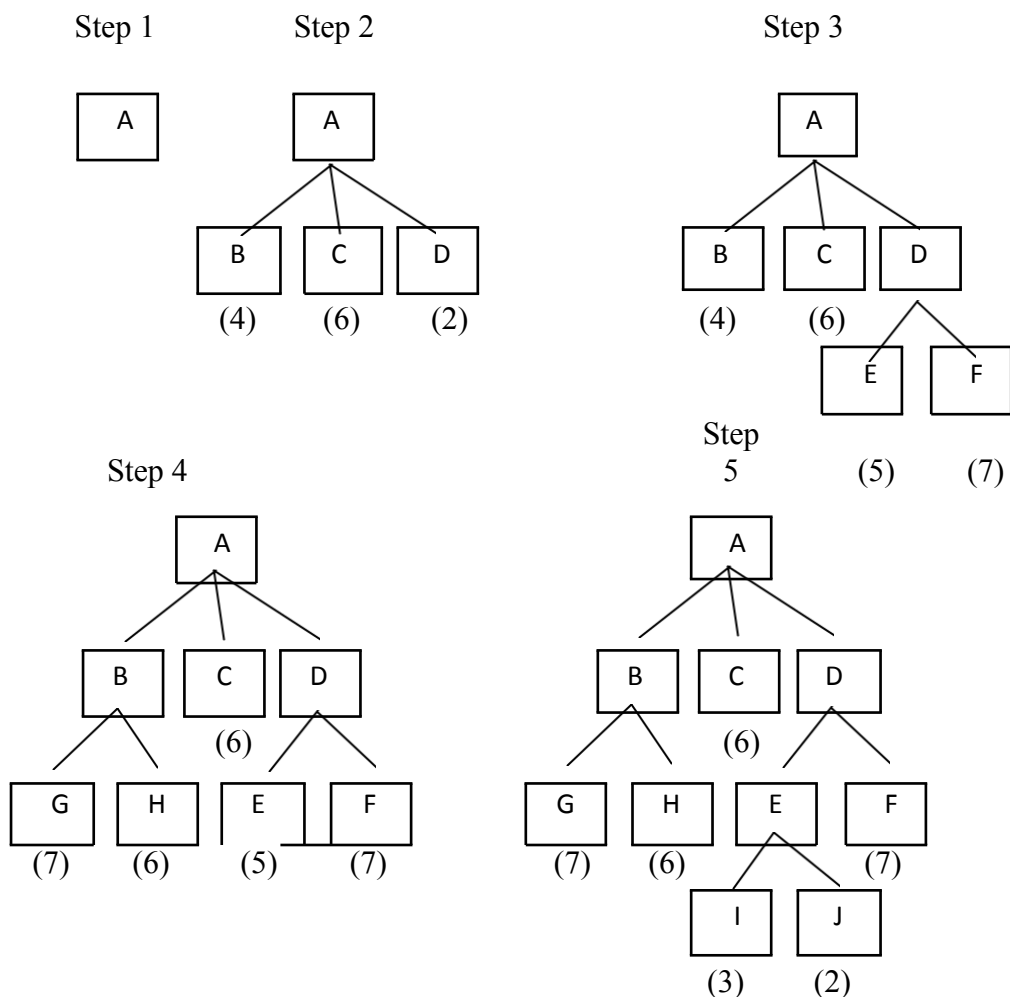 Step 1 Step 2 Step 3
A A A
B C D B C D
(4) (6) (2) (4) (6)
E F
Step
5
(5) (7)
Step 4
A A
B C D B C D
(6) (6)
G H E F G H E F
(7) (6) (5) (7) (7) (6) (7)
I J
(3) (2)